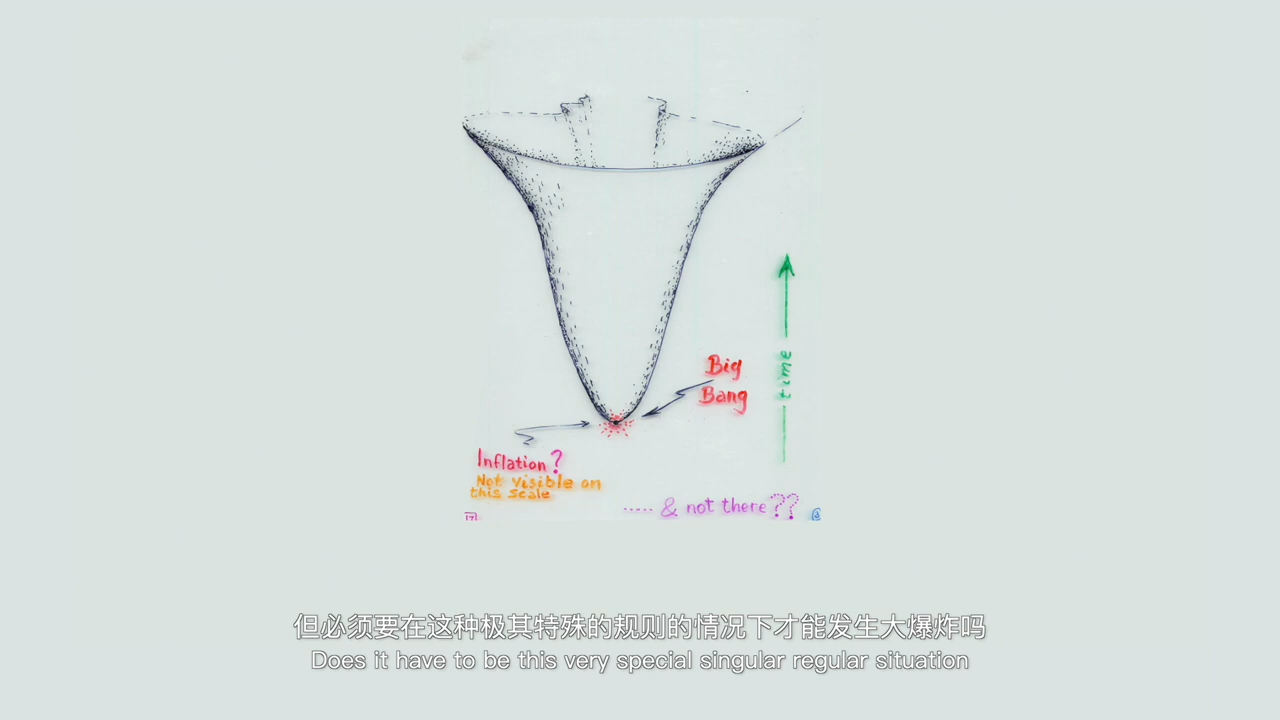 Big
Bang
time
Inflation?
Not visible on
this scale
..... & not there??
但必须要在这种极其特殊的规则的情况下才能发生大爆炸吗
Does it have to be this very special singular regular situation